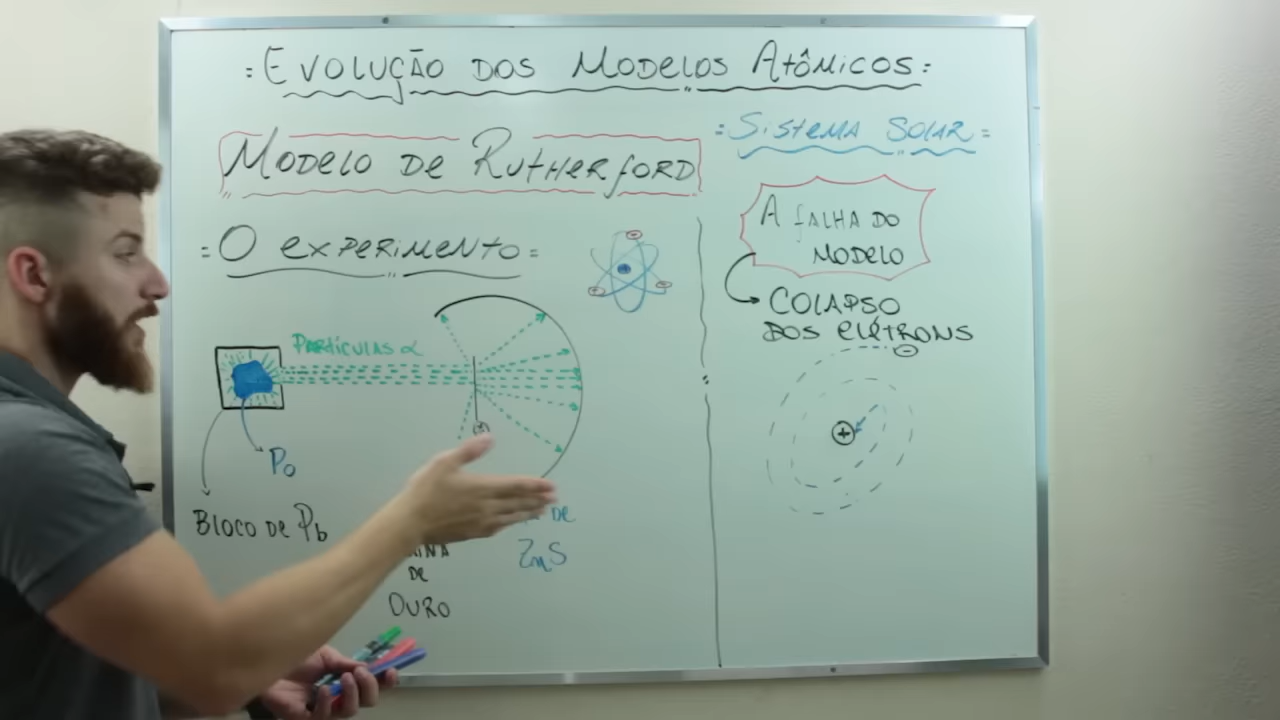 = Evolução dos Modelos Atômicos =
Modelo de Rutherford
= O experimento =
Partículas α
Po
Bloco de Pb
de
Ouro
de
ZnS
= Sistema Solar =
A falha do
modelo
Colapso
dos elétrons